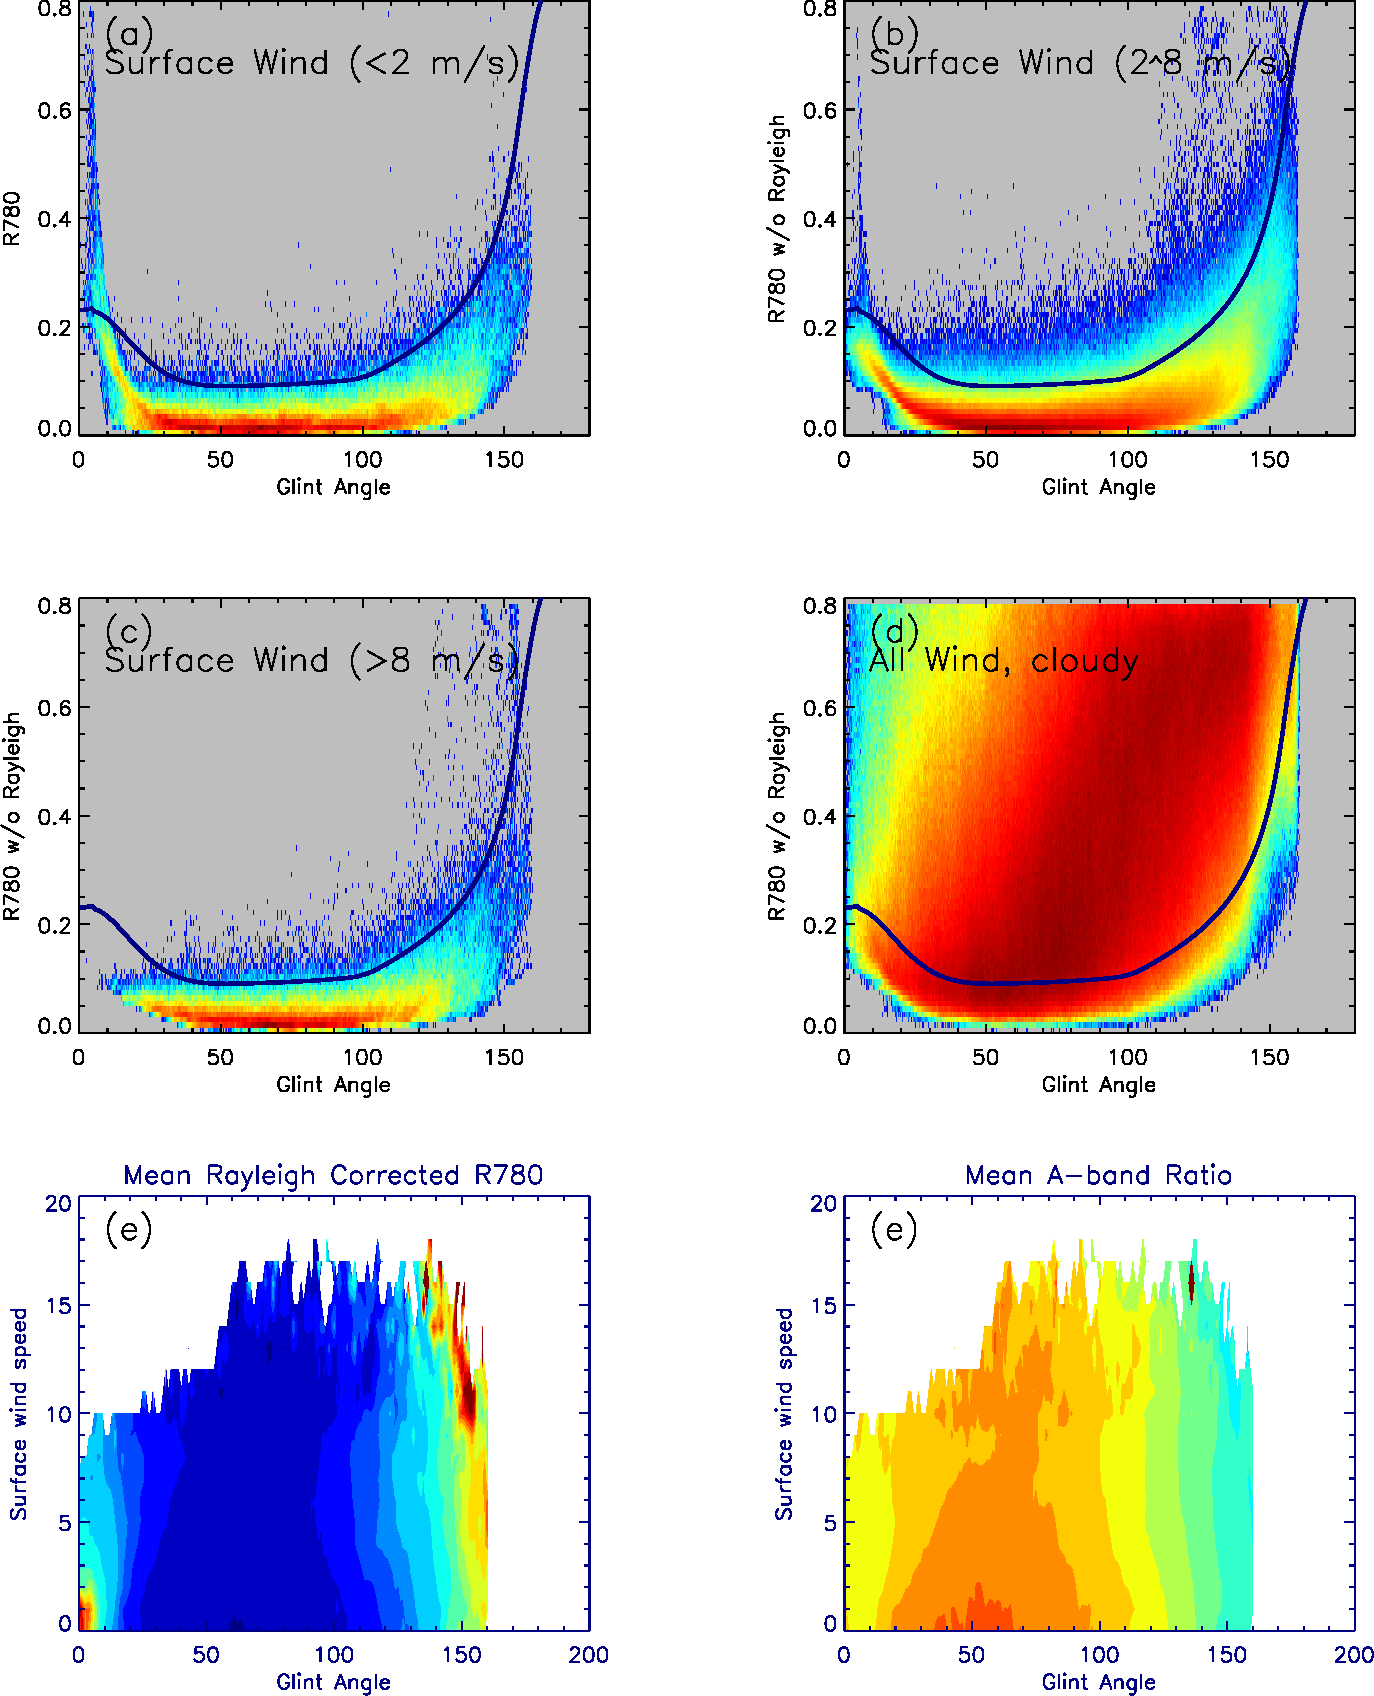 (a)
Surface Wind (<2 m/s)
R780
0.8
0.6
0.4
0.2
0.0
0 50 100 150
Glint Angle
(b)
Surface Wind (2^8 m/s)
R780 w/o Rayleigh
0.8
0.6
0.4
0.2
0.0
0 50 100 150
Glint Angle
(c)
Surface Wind (>8 m/s)
R780 w/o Rayleigh
0.8
0.6
0.4
0.2
0.0
0 50 100 150
Glint Angle
(d)
All Wind, cloudy
R780 w/o Rayleigh
0.8
0.6
0.4
0.2
0.0
0 50 100 150
Glint Angle
Mean Rayleigh Corrected R780
(e)
Surface wind speed
20
15
10
5
0
0 50 100 150 200
Glint Angle
Mean A-band Ratio
(e)
Surface wind speed
20
15
10
5
0
0 50 100 150 200
Glint Angle